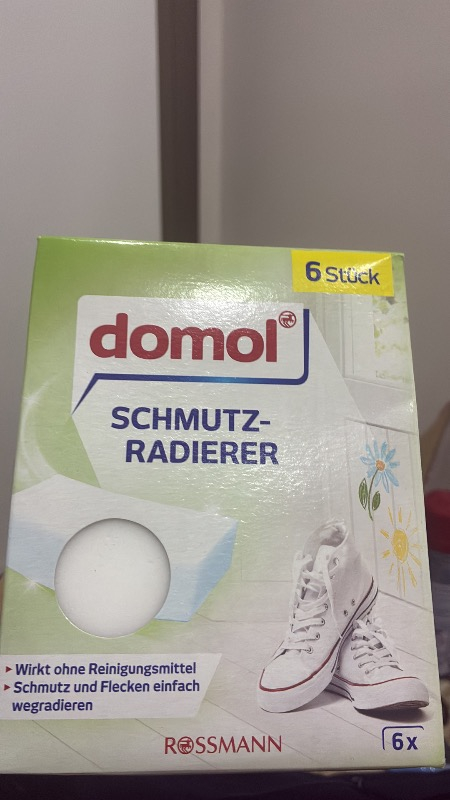 6 Stück
domol
SCHMUTZ-
RADIERER
Wirkt ohne Reinigungsmittel
Schmutz und Flecken einfach
wegradieren
ROSSMANN
6x